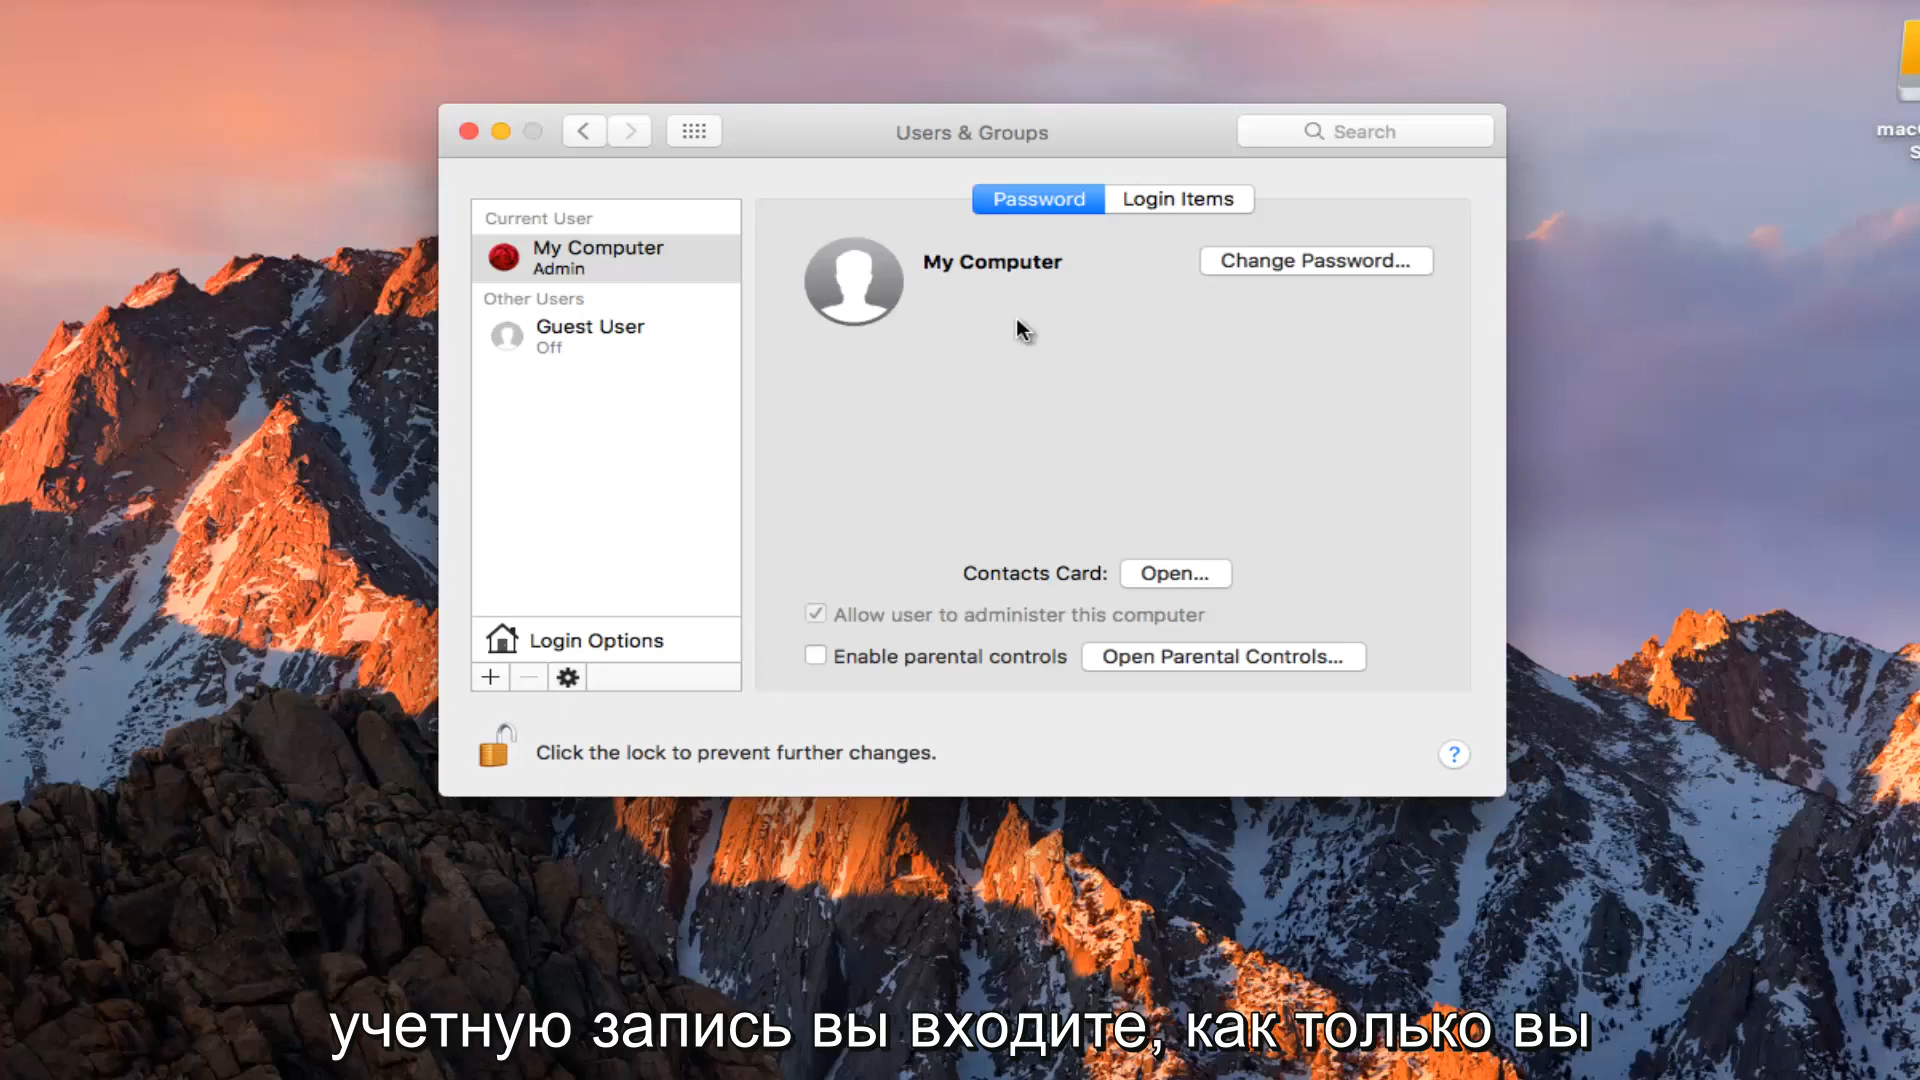 Users & Groups
Search
mac
S
Password
Login Items
Current User
My Computer
Admin
Other Users
Guest User
Off
My Computer
Change Password...
Contacts Card:
Open...
Allow user to administer this computer
Enable parental controls
Open Parental Controls...
Login Options
Click the lock to prevent further changes.
?
учетную запись вы входите, как только вы